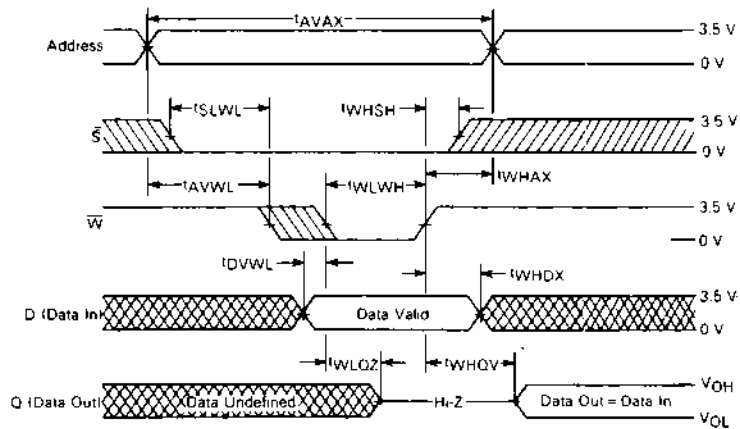 tAVAX
Address
3.5 V
0 V
tSLWL
tWHSH
S
3.5 V
0 V
tAVWL
tWLWH
tWHAX
W
3.5 V
0 V
tDVWL
tWHDX
D (Data In)
Data Valid
3.5 V
0 V
tWLQZ
tWHQV
Q (Data Out)
Data Undefined
Hi-Z
Data Out = Data In
VOH
VOL